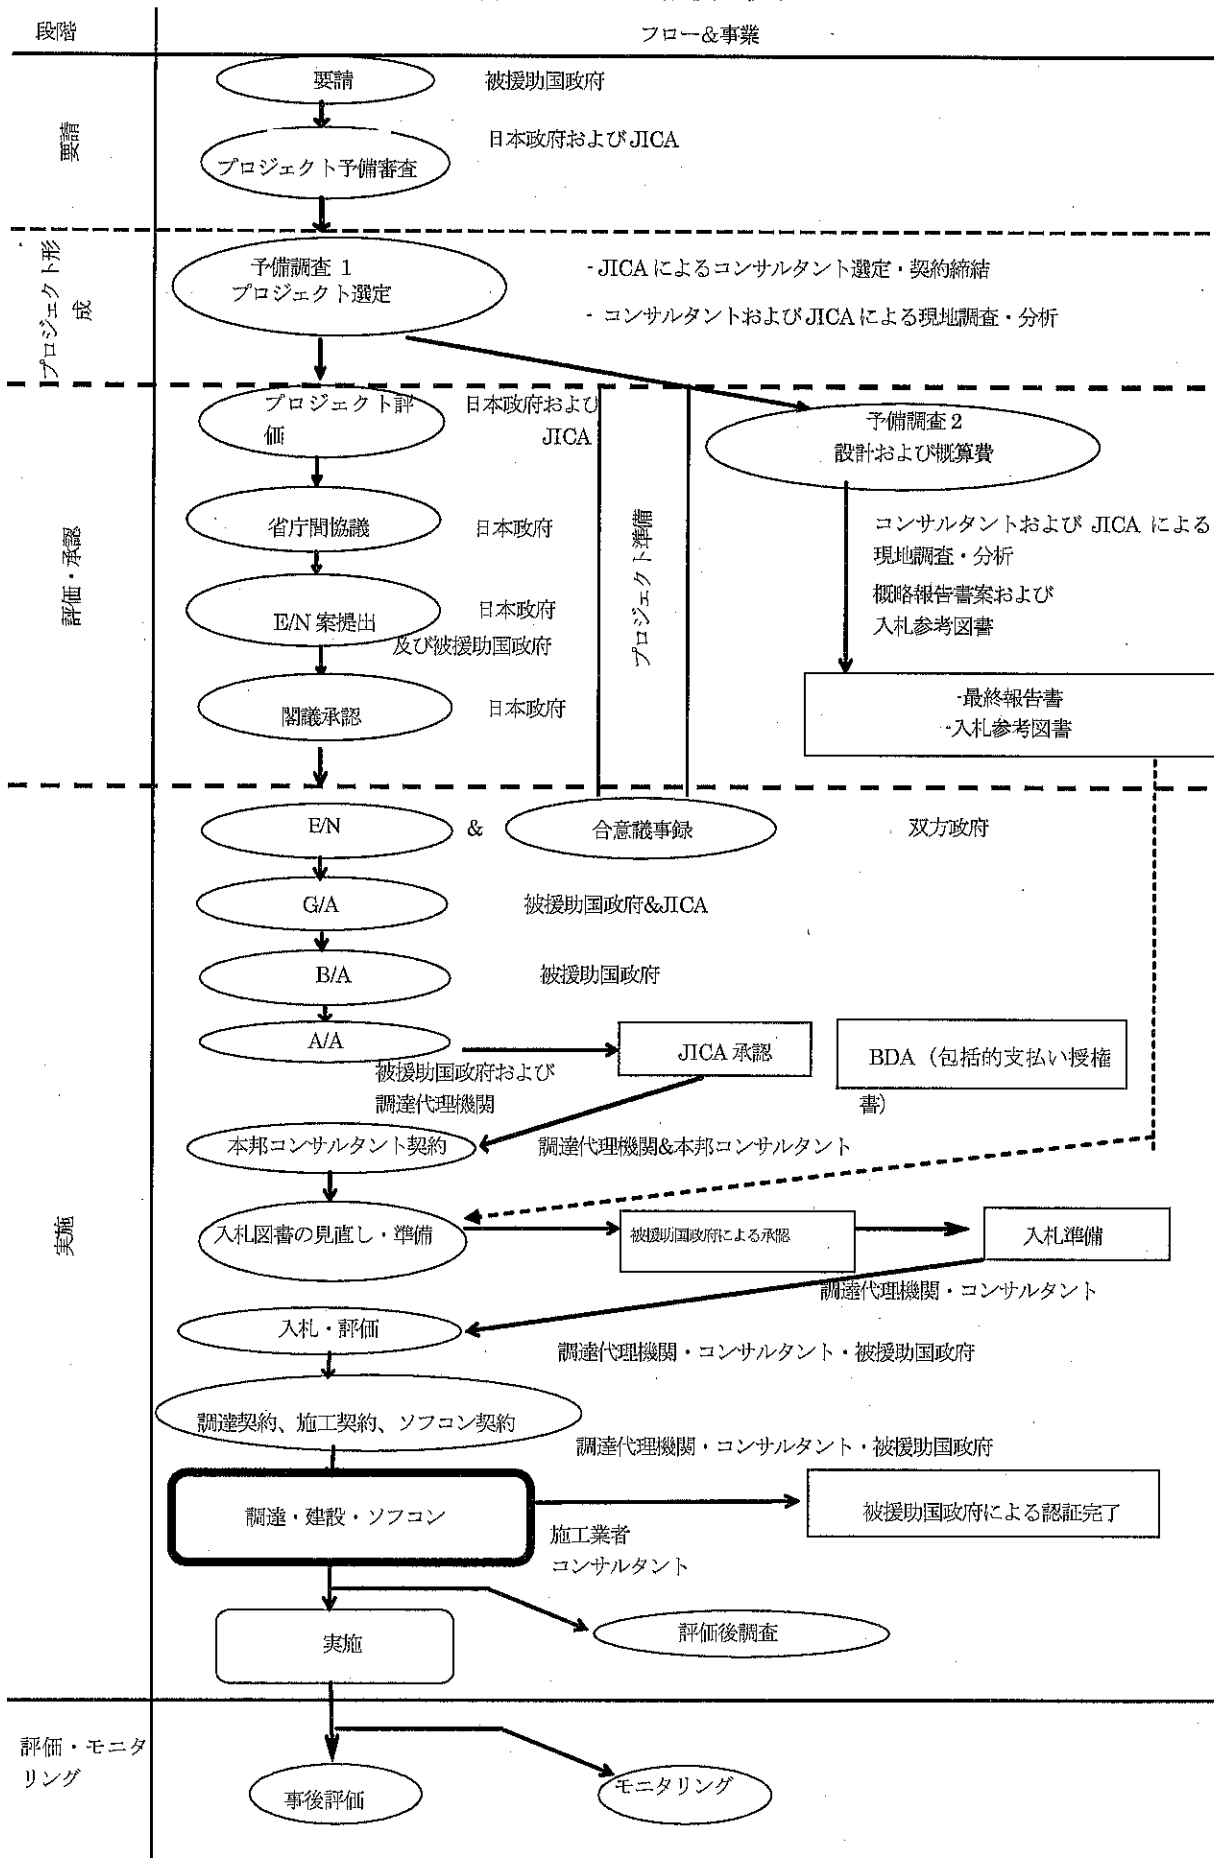 段階
フロー&事業
要請
要請
被援助国政府
プロジェクト予備審査
日本政府およびJICA
プロジェクト形
成
予備調査 1
プロジェクト選定
- JICA によるコンサルタント選定・契約締結
- コンサルタントおよびJICAによる現地調査・分析
評価・承認
プロジェクト評
価
日本政府および
JICA
プロジェクト準備
予備調査 2
設計および概算費
省庁間協議
日本政府
コンサルタントおよび JICA による
現地調査・分析
概略報告書案および
入札参考図書
E/N 案提出
日本政府
及び被援助国政府
-最終報告書
-入札参考図書
閣議承認
日本政府
実施
E/N
&
合意議事録
双方政府
G/A
被援助国政府&JICA
B/A
被援助国政府
A/A
被援助国政府および
調達代理機関
JICA 承認
BDA（包括的支払い授権
書）
本邦コンサルタント契約
調達代理機関&本邦コンサルタント
入札図書の見直し・準備
被援助国政府による承認
入札準備
調達代理機関・コンサルタント
入札・評価
調達代理機関・コンサルタント・被援助国政府
調達契約、施工契約、ソフコン契約
調達代理機関・コンサルタント・被援助国政府
調達・建設・ソフコン
施工業者
コンサルタント
被援助国政府による認証完了
実施
評価後調査
評価・モニタ
リング
事後評価
モニタリング